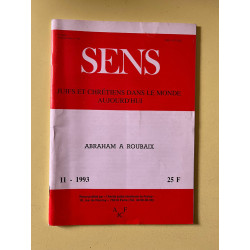 SENS
JUIFS ET CHRÉTIENS DANS LE MONDE
AUJOURD'HUI
ABRAHAM A ROUBAIX
11 - 1993
25 F